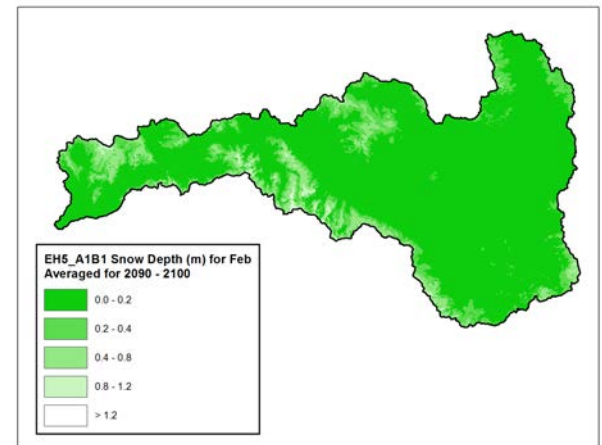 EH5_A1B1 Snow Depth (m) for Feb
Averaged for 2090 - 2100
0.0 - 0.2
0.2 - 0.4
0.4 - 0.8
0.8 - 1.2
> 1.2